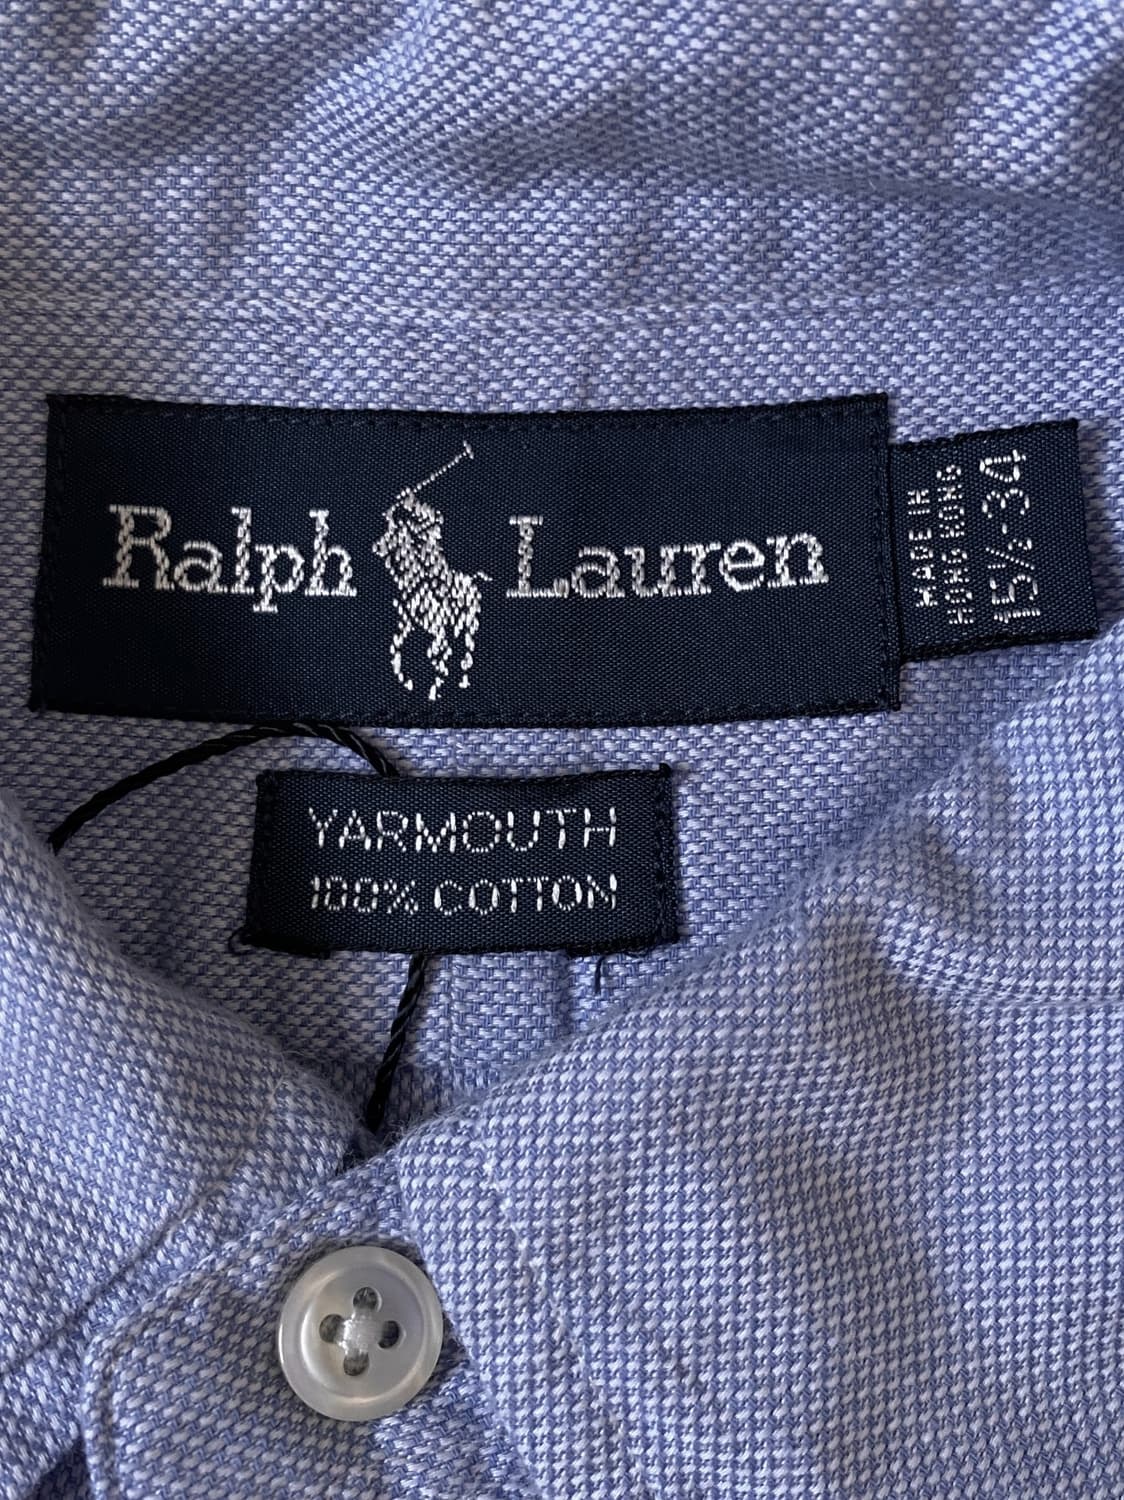 Ralph Lauren
MADE IN
HONG KONG
15½-34
YARMOUTH
100% COTTON